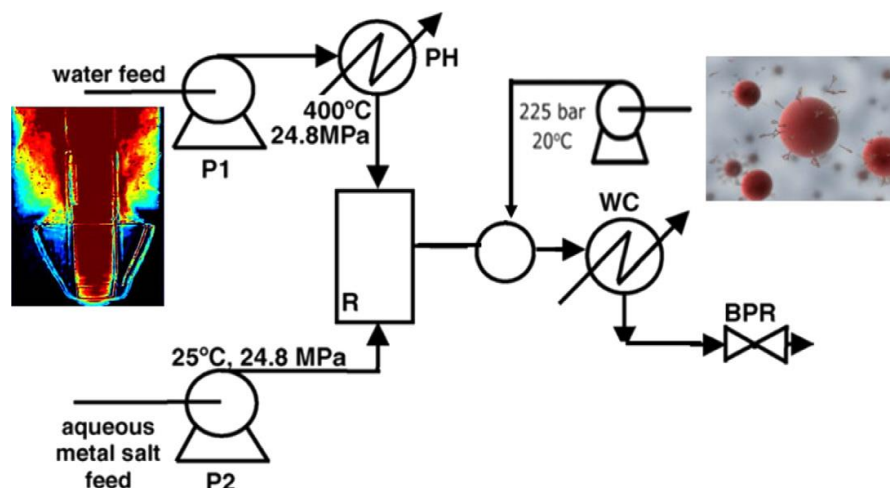 water feed
P1
PH
400°C
24.8MPa
225 bar
20°C
WC
R
BPR
25°C, 24.8 MPa
aqueous
metal salt
feed
P2